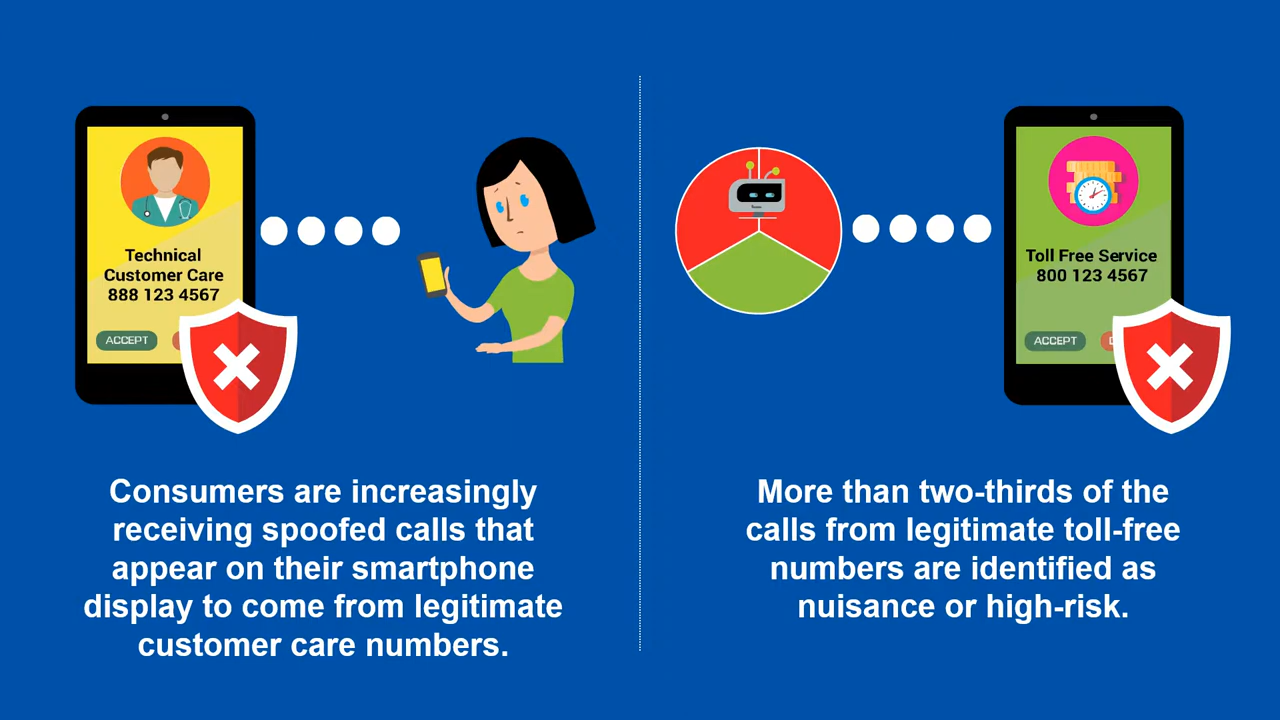 Technical
Customer Care
888 123 4567
ACCEPT
Consumers are increasingly
receiving spoofed calls that
appear on their smartphone
display to come from legitimate
customer care numbers.
Toll Free Service
800 123 4567
ACCEPT
More than two-thirds of the
calls from legitimate toll-free
numbers are identified as
nuisance or high-risk.